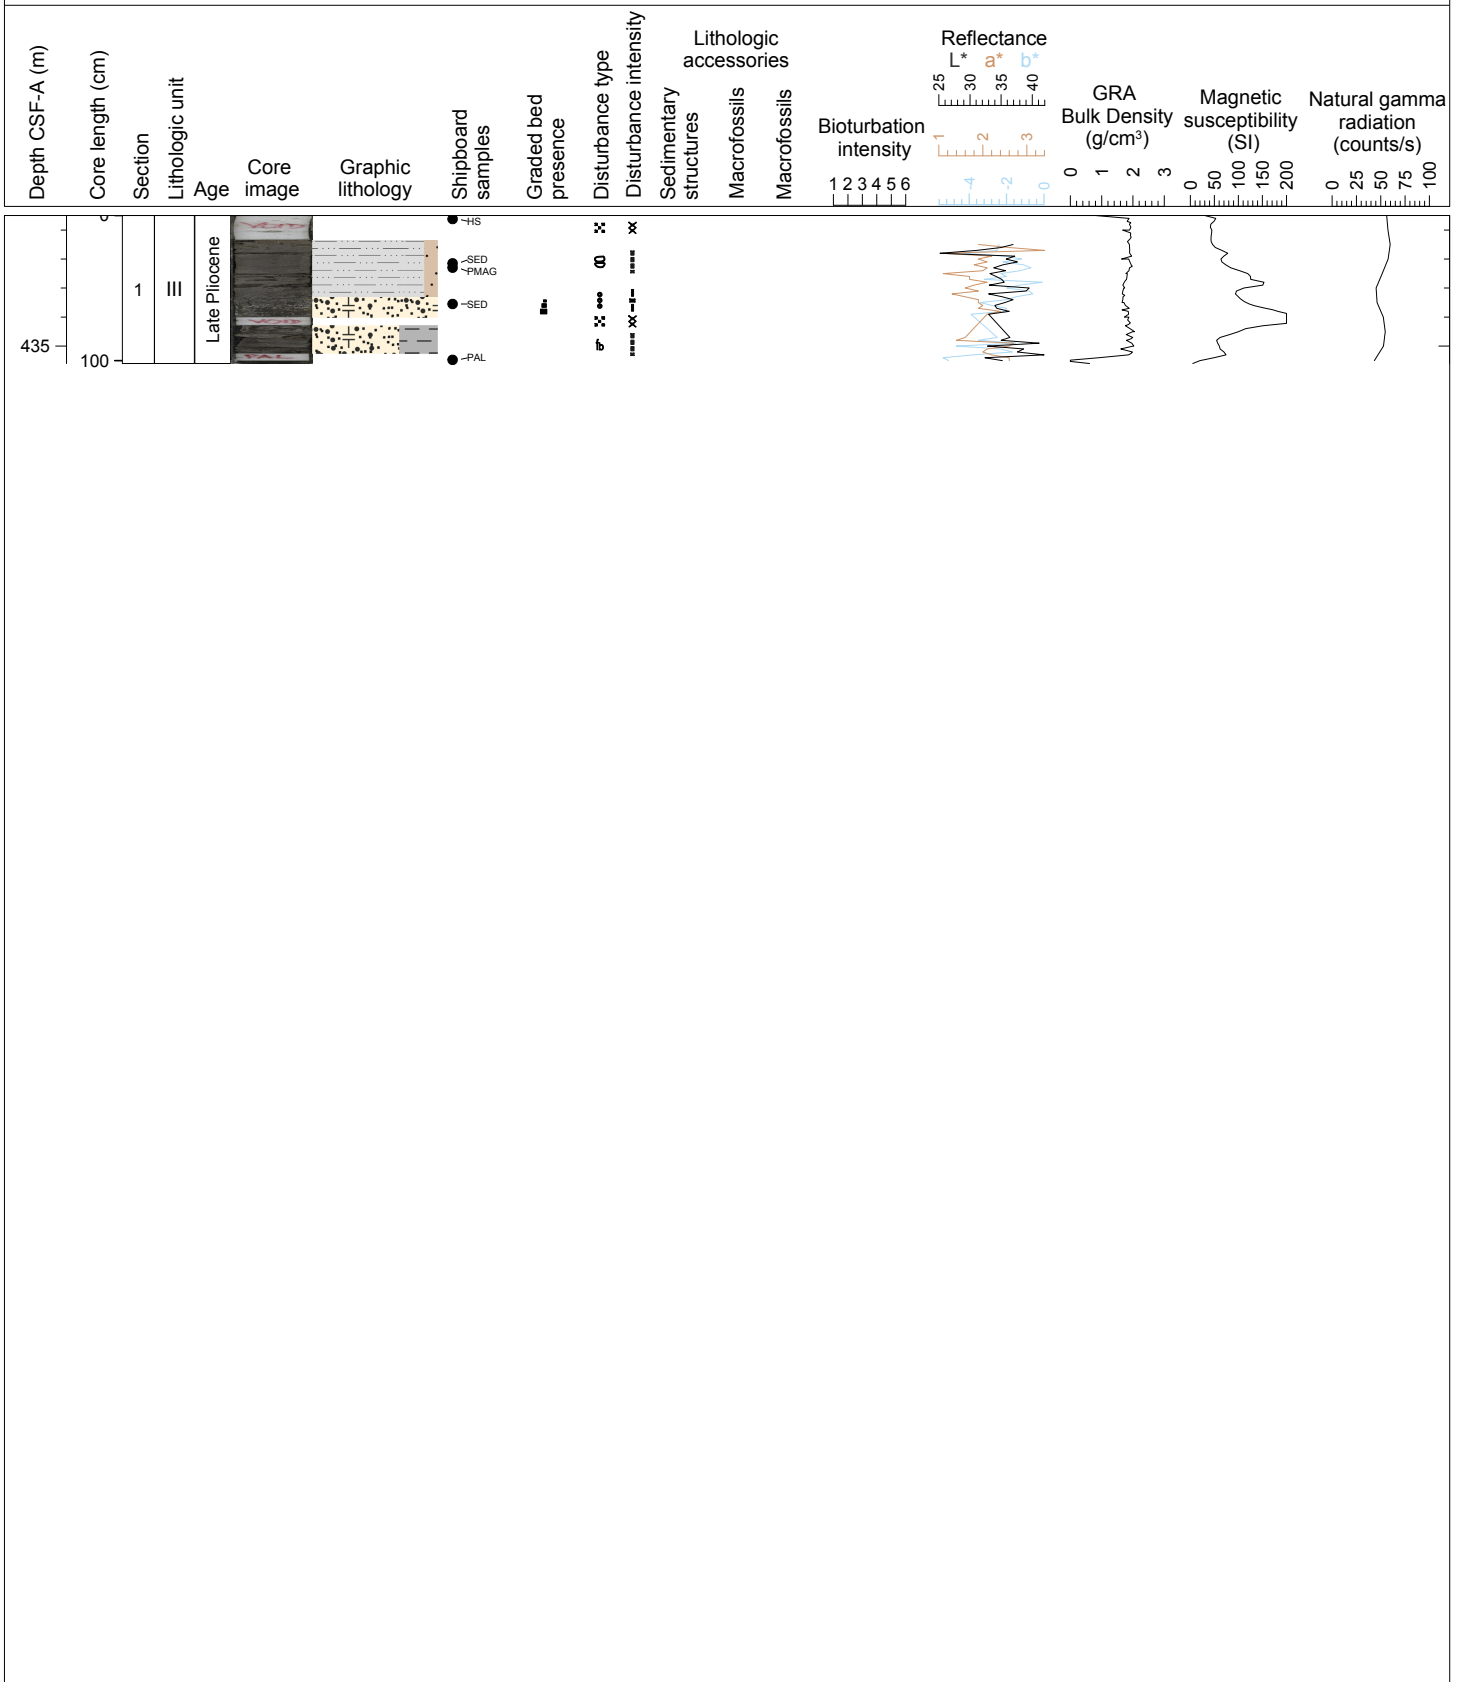 Depth CSF-A (m)
Core length (cm)
Section
Lithologic unit
Age
Core
image
Graphic
lithology
Shipboard
samples
Graded bed
presence
Disturbance type
Disturbance intensity
Lithologic
accessories
Sedimentary
structures
Macrofossils
Macrofossils
Bioturbation
intensity
1 2 3 4 5 6
Reflectance
L* a* b*
25 30 35 40
1 2 3
-4 -2 0
GRA
Bulk Density
(g/cm³)
0 1 2 3
Magnetic
susceptibility
(SI)
0 50 100 150 200
Natural gamma
radiation
(counts/s)
0 25 50 75 100
0
HS
SED
PMAG
1
III
Late Pliocene
SED
435
fb
100
PAL
PAL